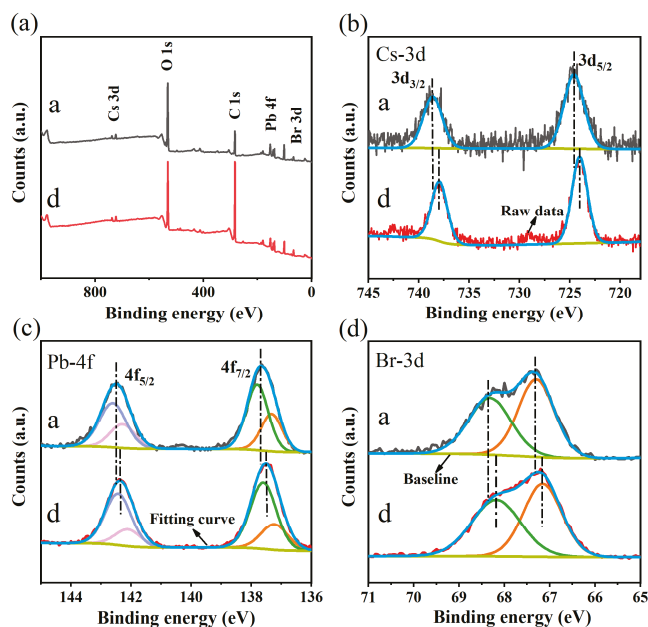 (a)
Cs 3d
O 1s
C 1s
Pb 4f
Br 3d
a
d
Counts (a.u.)
800 400 0
Binding energy (eV)
(b)
Cs-3d
3d3/2
3d5/2
a
d
Raw data
Counts (a.u.)
745 740 735 730 725 720
Binding energy (eV)
(c)
Pb-4f
4f5/2
4f7/2
a
d
Fitting curve
Counts (a.u.)
144 142 140 138 136
Binding energy (eV)
(d)
Br-3d
a
Baseline
d
Counts (a.u.)
71 70 69 68 67 66 65
Binding energy (eV)